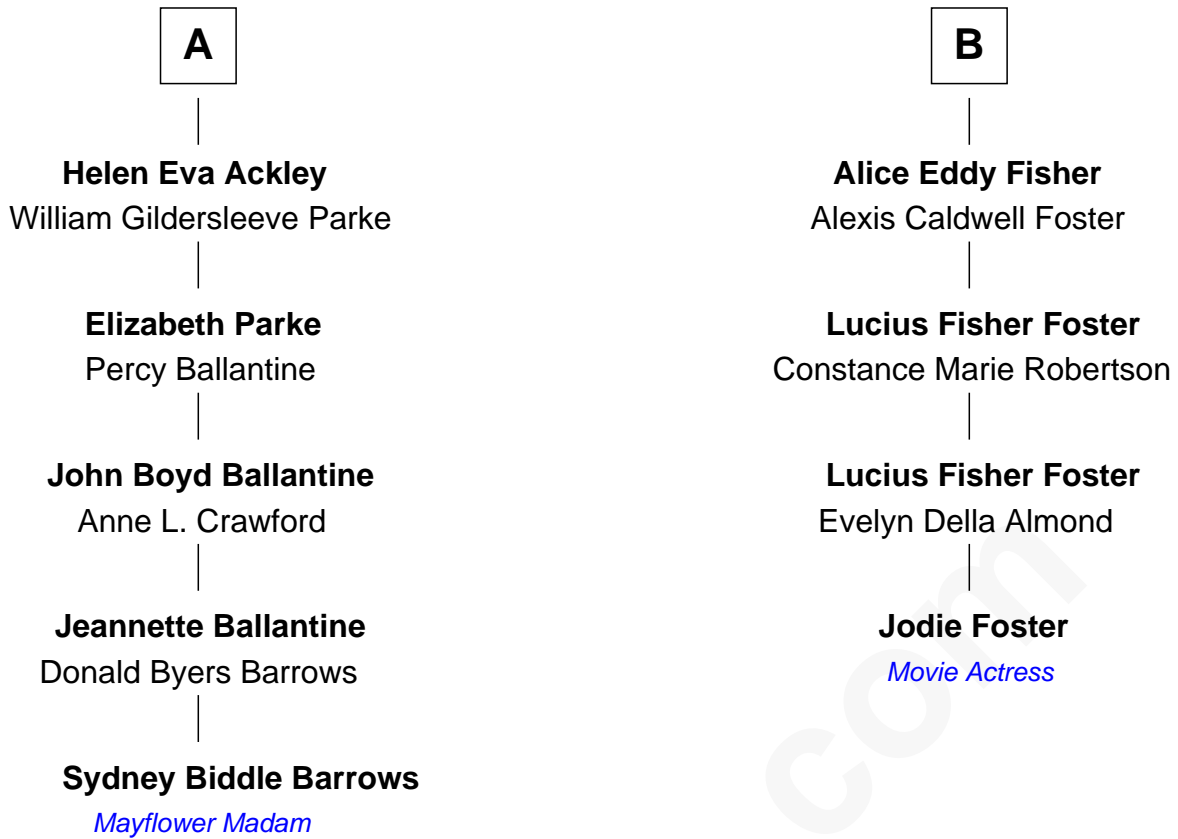 A
Helen Eva Ackley
William Gildersleeve Parke
Elizabeth Parke
Percy Ballantine
John Boyd Ballantine
Anne L. Crawford
Jeannette Ballantine
Donald Byers Barrows
Sydney Biddle Barrows
Mayflower Madam
B
Alice Eddy Fisher
Alexis Caldwell Foster
Lucius Fisher Foster
Constance Marie Robertson
Lucius Fisher Foster
Evelyn Della Almond
Jodie Foster
Movie Actress
com